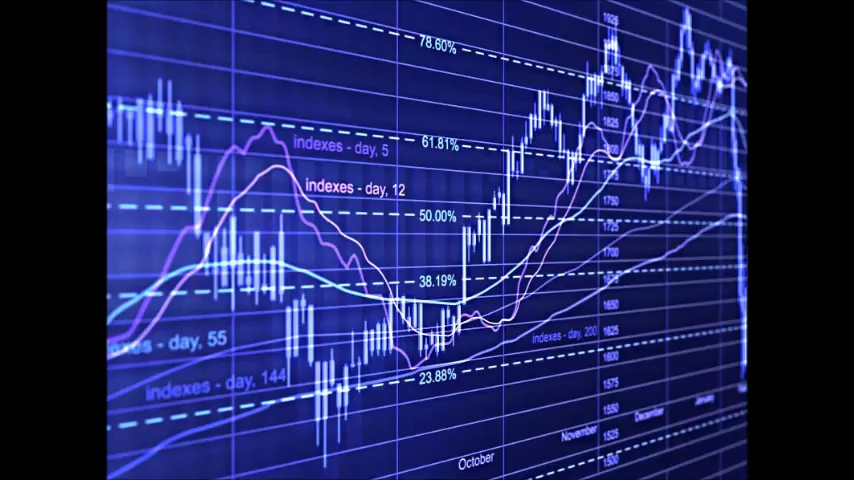 78.60%
indexes - day, 5
61.81%
indexes - day, 12
50.00%
38.19%
indexes - day, 55
indexes - day, 200
indexes - day, 144
23.88%
1925
1850
1825
1800
1775
1750
1725
1700
1675
1650
1625
1600
1575
1550
1525
1500
October
November
December
January